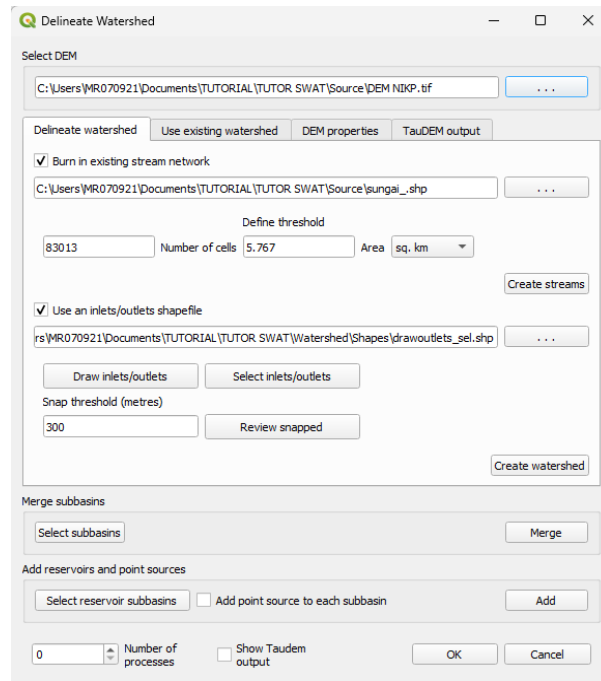 Delineate Watershed
Select DEM
C:\Users\MR070921\Documents\TUTORIAL\TUTOR SWAT\Source\DEM NIKP.tif ...
Delineate watershed Use existing watershed DEM properties TauDEM output
Burn in existing stream network
C:\Users\MR070921\Documents\TUTORIAL\TUTOR SWAT\Source\sungai_.shp ...
Define threshold
83013 Number of cells 5.767 Area sq. km
Create streams
Use an inlets/outlets shapefile
rs\MR070921\Documents\TUTORIAL\TUTOR SWAT\Watershed\Shapes\drawoutlets_sel.shp ...
Draw inlets/outlets Select inlets/outlets
Snap threshold (metres)
300 Review snapped
Create watershed
Merge subbasins
Select subbasins Merge
Add reservoirs and point sources
Select reservoir subbasins Add point source to each subbasin Add
0 Number of processes Show Taudem output OK Cancel